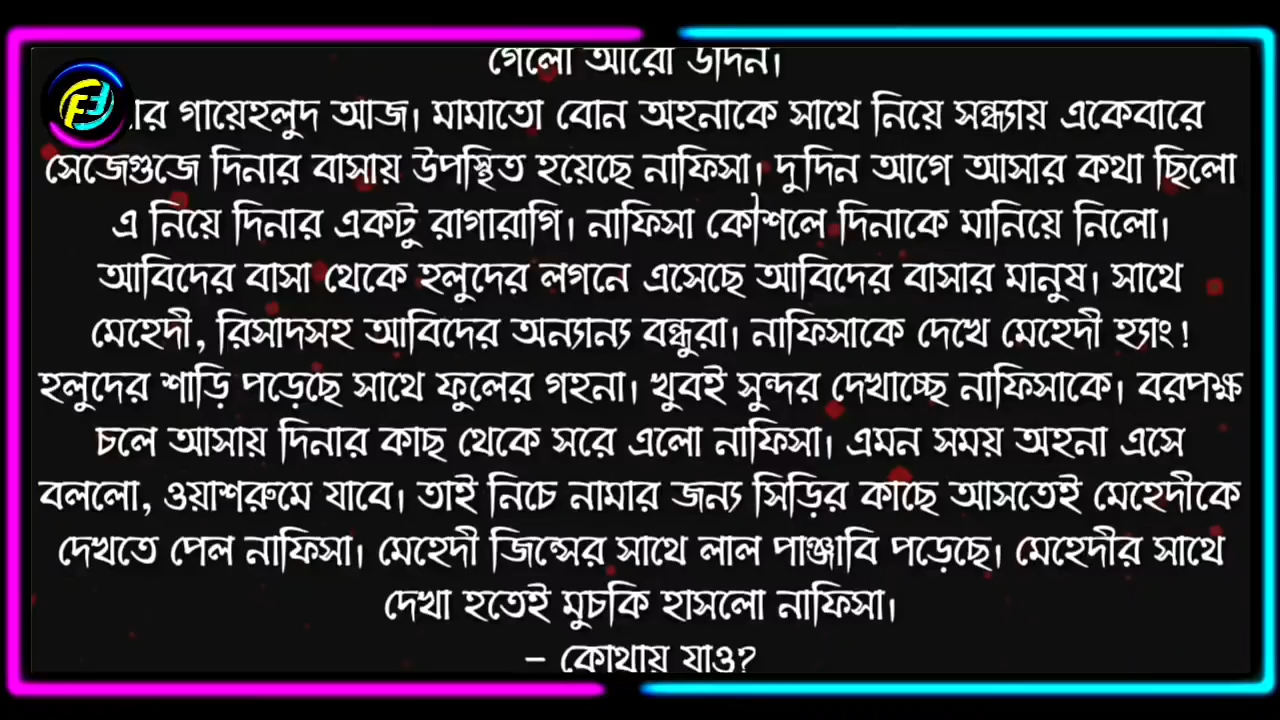 গেলো আরো
ার গায়েহলুদ আজ। মামাতো বোন অহনাকে সাথে নিয়ে সন্ধ্যায় একেবারে
সেজেগুজে দিনার বাসায় উপস্থিত হয়েছে নাফিসা। দুদিন আগে আসার কথা ছিলো
এ নিয়ে দিনার একটু রাগারাগি। নাফিসা কৌশলে দিনাকে মানিয়ে নিলো।
আবিদের বাসা থেকে হলুদের লগনে এসেছে আবিদের বাসার মানুষ। সাথে
মেহেদী, রিসাদসহ আবিদের অন্যান্য বন্ধুরা। নাফিসাকে দেখে মেহেদী হ্যাং!
হলুদের শাড়ি পড়েছে সাথে ফুলের গহনা। খুবই সুন্দর দেখাচ্ছে নাফিসাকে। বরপক্ষ
চলে আসায় দিনার কাছ থেকে সরে এলো নাফিসা। এমন সময় অহনা এসে
বললো, ওয়াশরুমে যাবে। তাই নিচে নামার জন্য সিড়ির কাছে আসতেই মেহেদীকে
দেখতে পেল নাফিসা। মেহেদী জিন্সের সাথে লাল পাঞ্জাবি পড়েছে। মেহেদীর সাথে
দেখা হতেই মুচকি হাসলো নাফিসা।
– কোথায় যাও?